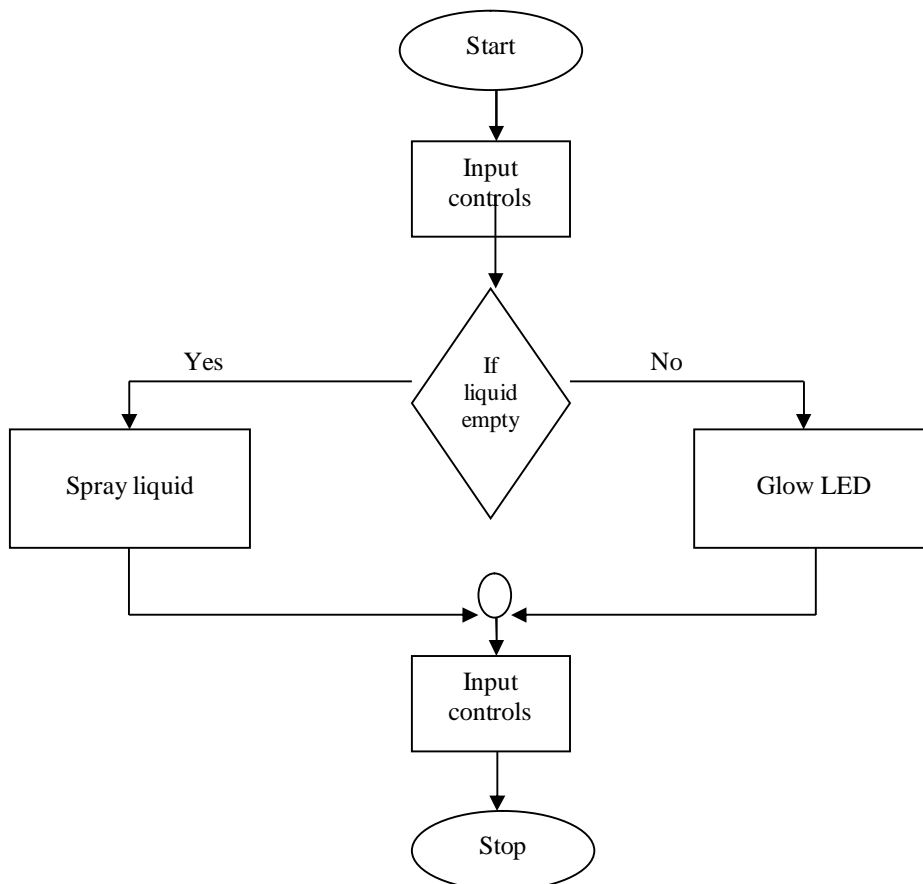 Start
Input
controls
Yes
No
If
liquid
empty
Spray liquid
Glow LED
Input
controls
Stop